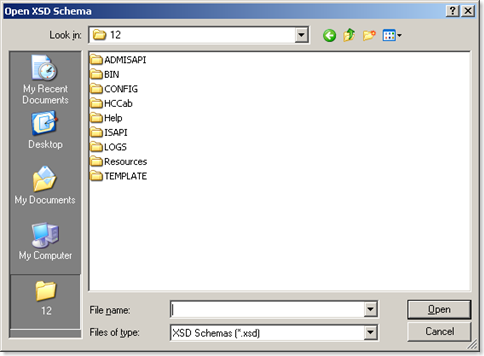 Open XSD Schema
Look in:
12
My Recent
Documents
Desktop
My Documents
My Computer
12
ADMISAPI
BIN
CONFIG
HCCab
Help
ISAPI
LOGS
Resources
TEMPLATE
File name:
Open
Files of type:
XSD Schemas (*.xsd)
Cancel